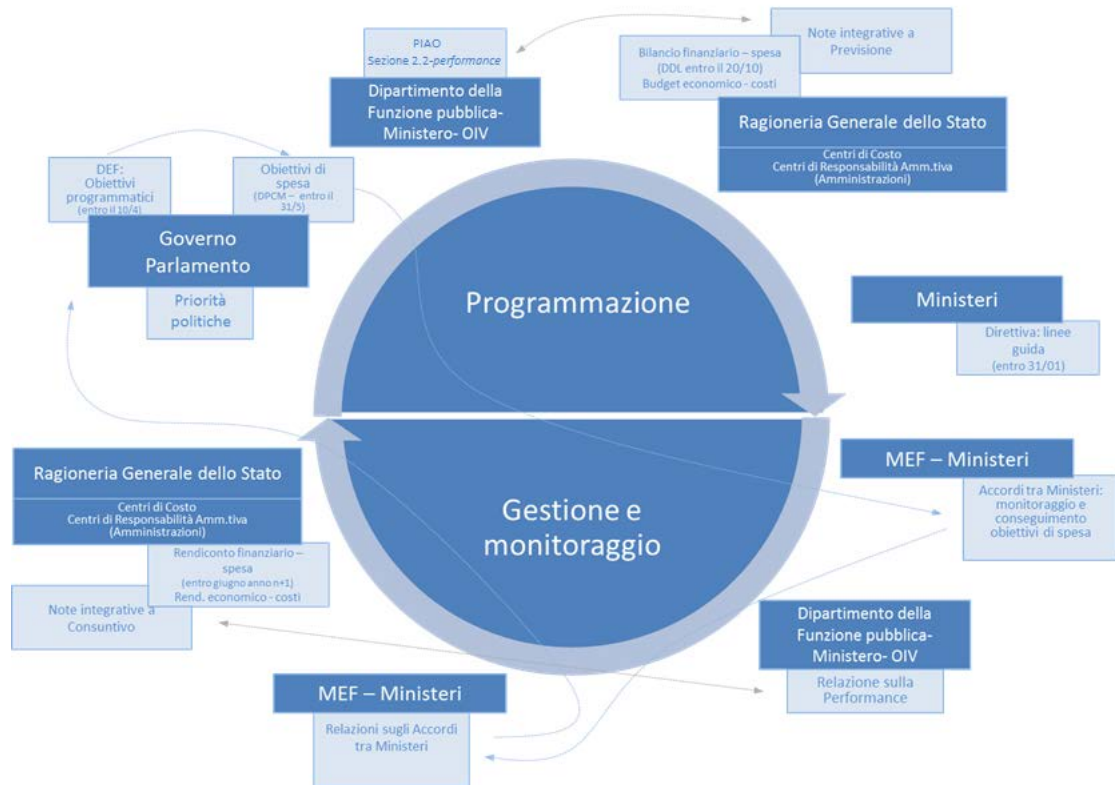 PIAO
Sezione 2.2-performance
Dipartimento della
Funzione pubblica-
Ministero- OIV
Note integrative a
Previsione
Bilancio finanziario – spesa
(DDL entro il 20/10)
Budget economico - costi
Ragioneria Generale dello Stato
Centri di Costo
Centri di Responsabilità Amm.tiva
(Amministrazioni)
DEF:
Obiettivi
programmatici
(entro il 10/4)
Obiettivi di
spesa
(DPCM – entro il
31/5)
Governo
Parlamento
Priorità
politiche
Programmazione
Ministeri
Direttiva: linee
guida
(entro 31/01)
MEF – Ministeri
Accordi tra Ministeri:
monitoraggio e
conseguimento
obiettivi di spesa
Gestione e
monitoraggio
Ragioneria Generale dello Stato
Centri di Costo
Centri di Responsabilità Amm.tiva
(Amministrazioni)
Rendiconto finanziario –
spesa
(entro giugno anno n+1)
Rend. economico - costi
Note integrative a
Consuntivo
Dipartimento della
Funzione pubblica-
Ministero- OIV
Relazione sulla
Performance
MEF – Ministeri
Relazioni sugli Accordi
tra Ministeri